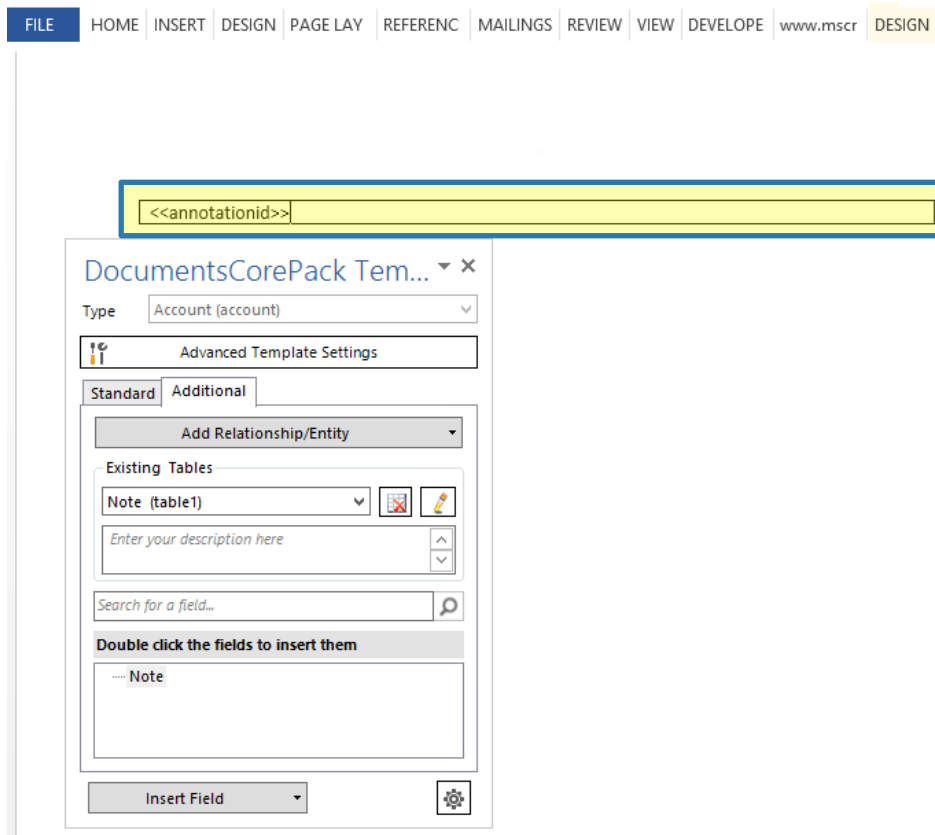 FILE HOME INSERT DESIGN PAGE LAY REFERENC MAILINGS REVIEW VIEW DEVELOPE www.mscr DESIGN
<<annotationid>>
DocumentsCorePack Tem...
Type Account (account)
Advanced Template Settings
Standard Additional
Add Relationship/Entity
Existing Tables
Note (table1)
Enter your description here
Search for a field...
Double click the fields to insert them
Note
Insert Field